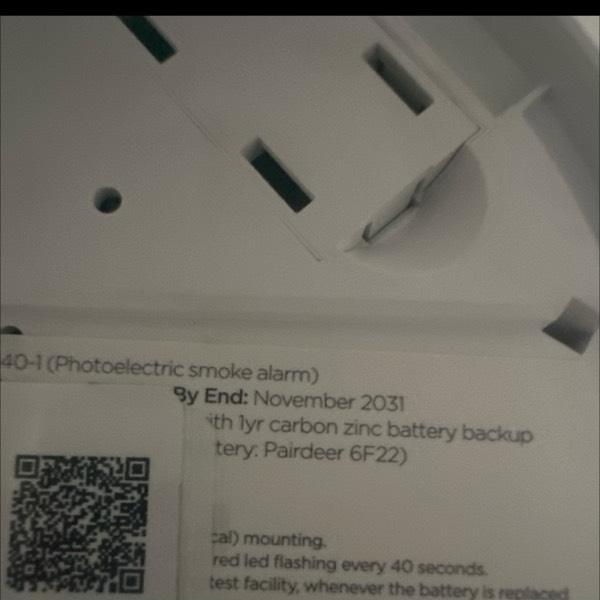 40-1 (Photoelectric smoke alarm)
By End: November 2031
ith 1yr carbon zinc battery backup
tery: Pairdeer 6F22)
cal) mounting.
red led flashing every 40 seconds.
test facility, whenever the battery is replaced